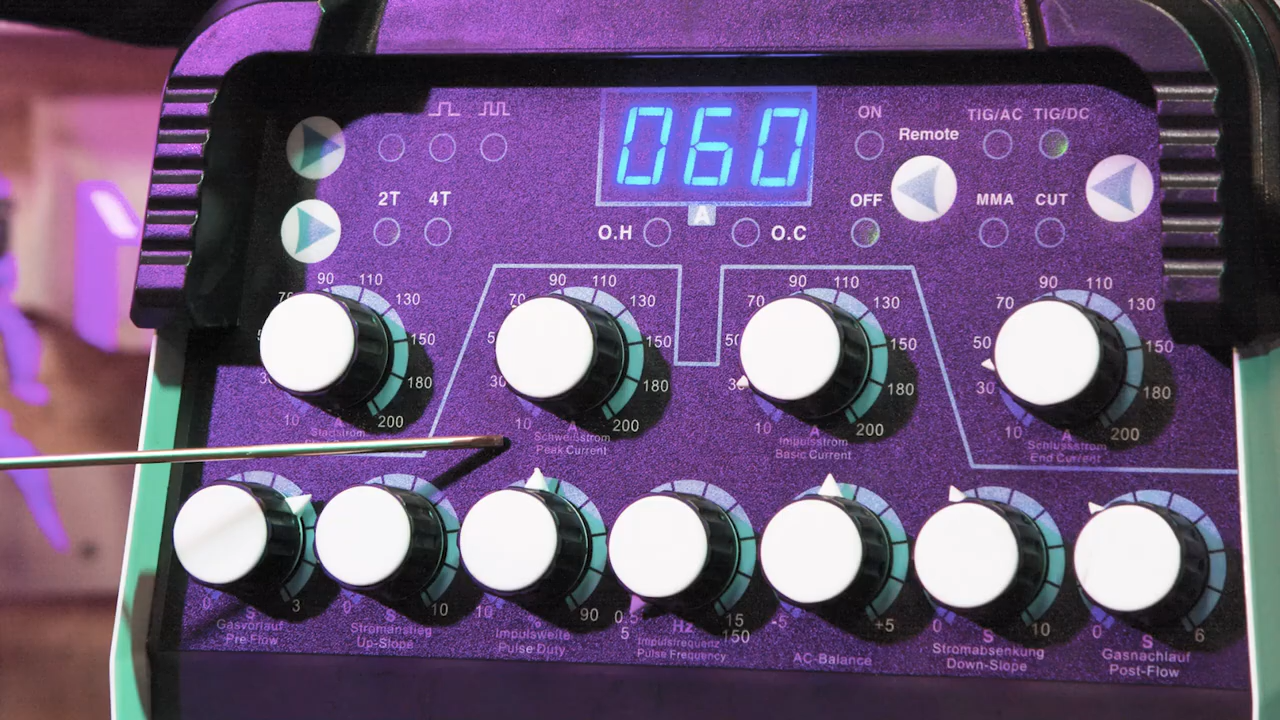 060
A
ON
Remote
OFF
TIG/AC TIG/DC
MMA CUT
2T 4T
O.H O.C
90 110
130
150
180
10 200
A
Startstrom
70 90 110
130
150
30 180
10 A 200
Schweißstrom
Peak Current
70 90 110
130
50 150
180
10 A 200
Impulsstrom
Basic Current
70 90 110
130
50 150
30 180
10 A 200
Schlussstrom
End Current
0 S 3
Gasvorlauf
Pre Flow
0 S 10
Stromanstieg
Up-Slope
10 % 90
Impulsweite
Pulse Duty
0.5 Hz 15
5 150
Impulsfrequenz
Pulse Frequency
-5 +5
AC-Balance
0 S 10
Stromabsenkung
Down-Slope
0 S 6
Gasnachlauf
Post-Flow